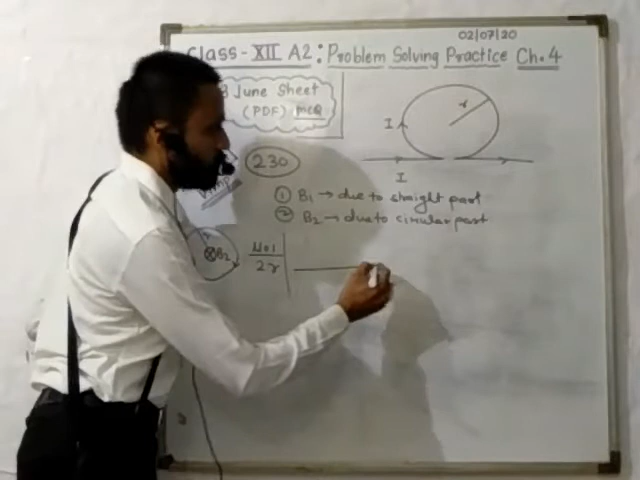 02/07/20
Class - XII A2 : Problem Solving Practice Ch. 4
June Sheet
(PDF) MCQ
230
r
I
I
① B₁ → due to straight part
② B₂ → due to circular part
r
⊗B₂
μ₀I
2r